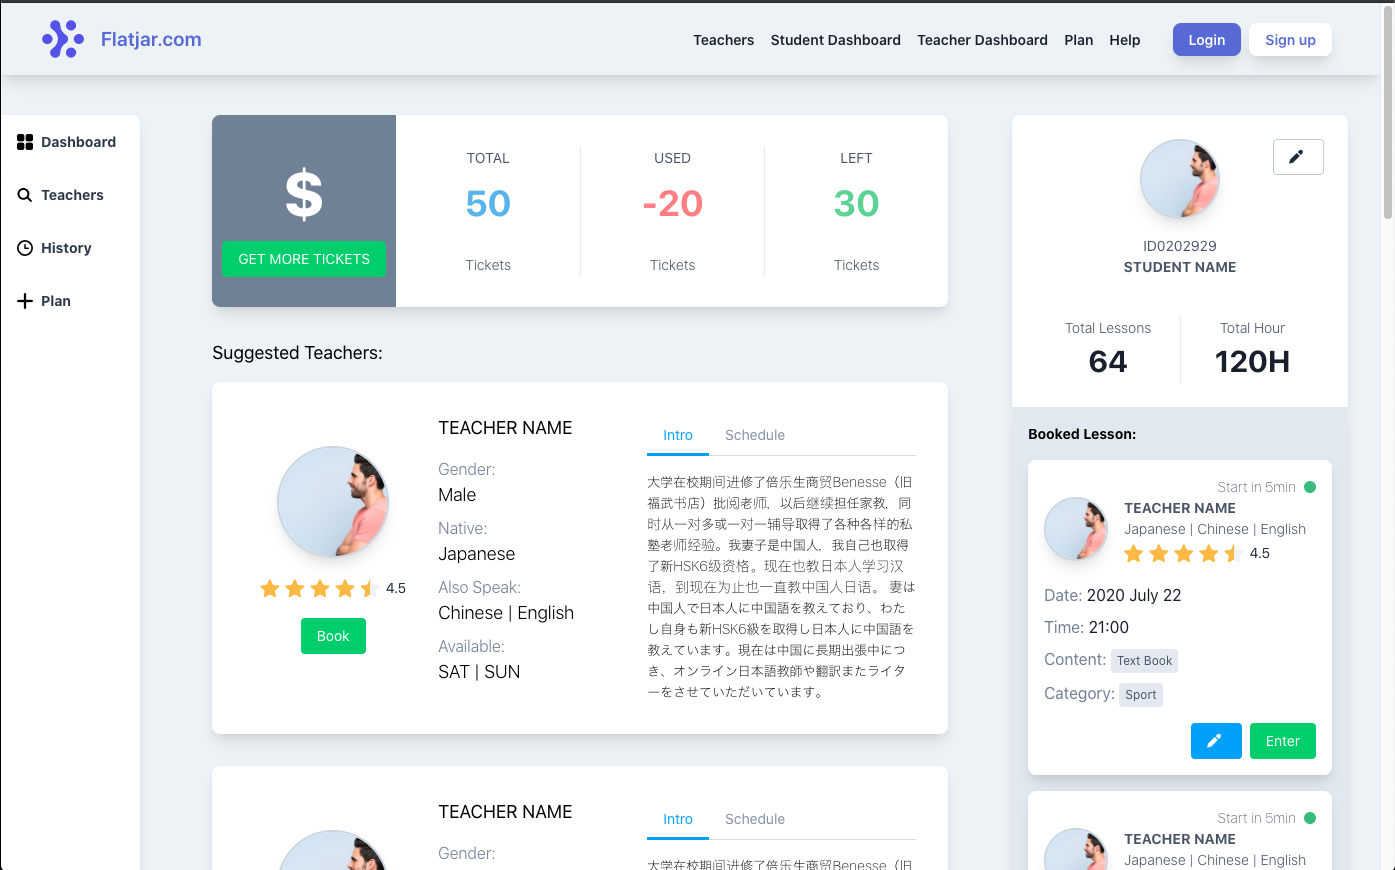 Flatjar.com
Teachers Student Dashboard Teacher Dashboard Plan Help Login Sign up
Dashboard
Teachers
History
Plan
$
GET MORE TICKETS
TOTAL
50
Tickets
USED
-20
Tickets
LEFT
30
Tickets
Suggested Teachers:
TEACHER NAME
Gender:
Male
Native:
Japanese
Also Speak:
Chinese | English
Available:
SAT | SUN
4.5
Book
Intro Schedule
大学在校期间进修了倍乐生商贸Benesse（旧
福武书店）批阅老师，以后继续担任家教，同
时从一对多或一对一辅导取得了各种各样的私
塾老师经验。我妻子是中国人，我自己也取得
了新HSK6级资格。现在也教日本人学习汉
语，到现在为止也一直教中国人日语。 妻は
中国人で日本人に中国語を教えており、わた
し自身も新HSK6級を取得し日本人に中国語を
教えています。現在は中国に長期出張中につ
き、オンライン日本語教師や翻訳またライタ
ーをさせていただいています。
TEACHER NAME
Gender:
Intro Schedule
大学在校期间进修了倍乐生商贸Benesse（旧
ID0202929
STUDENT NAME
Total Lessons
64
Total Hour
120H
Booked Lesson:
Start in 5min
TEACHER NAME
Japanese | Chinese | English
4.5
Date: 2020 July 22
Time: 21:00
Content: Text Book
Category: Sport
Enter
Start in 5min
TEACHER NAME
Japanese | Chinese | English